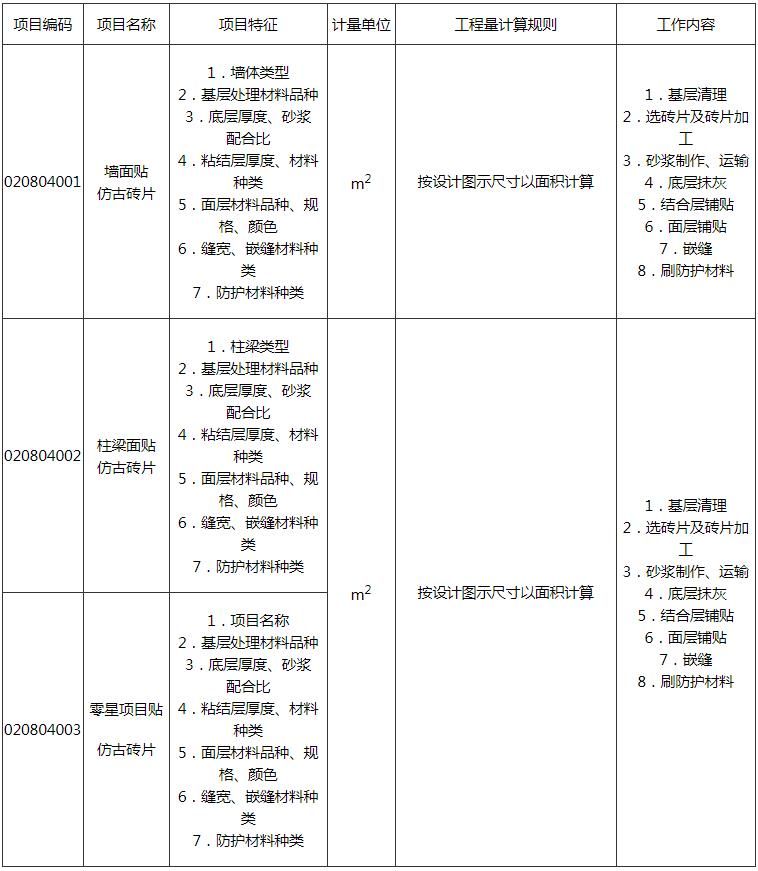 项目编码 项目名称 项目特征 计量单位 工程量计算规则 工作内容
020804001
墙面贴
仿古砖片
1．墙体类型
2．基层处理材料品种
3．底层厚度、砂浆
配合比
4．粘结层厚度、材料
种类
5．面层材料品种、规
格、颜色
6．缝宽、嵌缝材料种
类
7．防护材料种类
m²
按设计图示尺寸以面积计算
1．基层清理
2．选砖片及砖片加
工
3．砂浆制作、运输
4．底层抹灰
5．结合层铺贴
6．面层铺贴
7．嵌缝
8．刷防护材料
020804002
柱梁面贴
仿古砖片
1．柱梁类型
2．基层处理材料品种
3．底层厚度、砂浆
配合比
4．粘结层厚度、材料
种类
5．面层材料品种、规
格、颜色
6．缝宽、嵌缝材料种
类
7．防护材料种类
m²
按设计图示尺寸以面积计算
1．基层清理
2．选砖片及砖片加
工
3．砂浆制作、运输
4．底层抹灰
5．结合层铺贴
6．面层铺贴
7．嵌缝
8．刷防护材料
020804003
零星项目贴
仿古砖片
1．项目名称
2．基层处理材料品种
3．底层厚度、砂浆
配合比
4．粘结层厚度、材料
种类
5．面层材料品种、规
格、颜色
6．缝宽、嵌缝材料种
类
7．防护材料种类